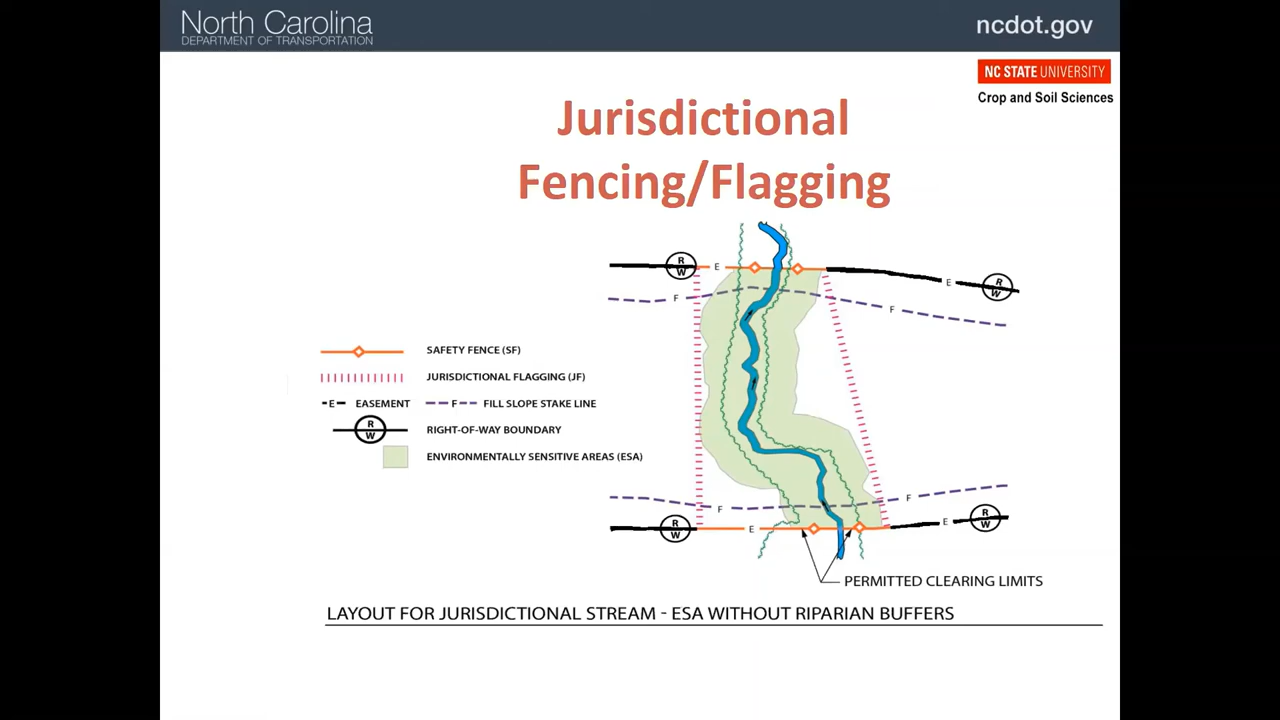 North Carolina
DEPARTMENT OF TRANSPORTATION
ncdot.gov
NC STATE UNIVERSITY
Crop and Soil Sciences
Jurisdictional
Fencing/Flagging
R
W
E
E
R
W
F
F
SAFETY FENCE (SF)
JURISDICTIONAL FLAGGING (JF)
E EASEMENT
F FILL SLOPE STAKE LINE
R
W
RIGHT-OF-WAY BOUNDARY
ENVIRONMENTALLY SENSITIVE AREAS (ESA)
F
F
R
W
E
E
R
W
PERMITTED CLEARING LIMITS
LAYOUT FOR JURISDICTIONAL STREAM - ESA WITHOUT RIPARIAN BUFFERS